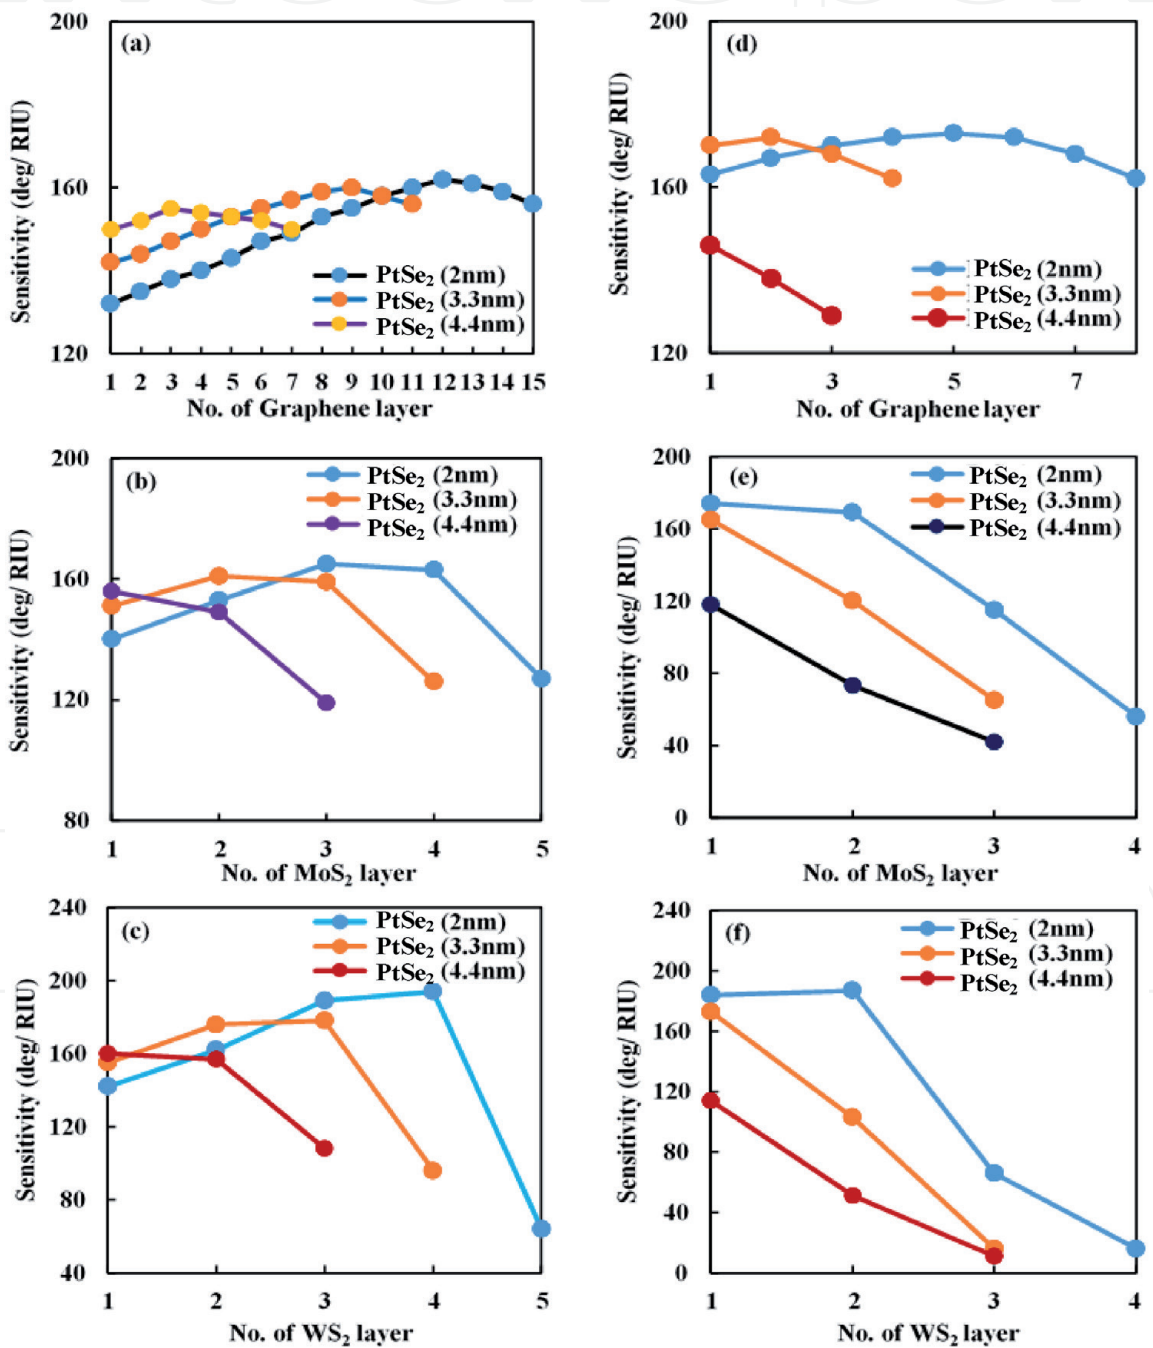 200
(a)
160
120
Sensitivity (deg/ RIU)
PtSe2 (2nm)
PtSe2 (3.3nm)
PtSe2 (4.4nm)
1 2 3 4 5 6 7 8 9 10 11 12 13 14 15
No. of Graphene layer
200
(d)
160
120
Sensitivity (deg/ RIU)
PtSe2 (2nm)
PtSe2 (3.3nm)
PtSe2 (4.4nm)
1 3 5 7
No. of Graphene layer
200
(b)
160
120
80
Sensitivity (deg/ RIU)
PtSe2 (2nm)
PtSe2 (3.3nm)
PtSe2 (4.4nm)
1 2 3 4 5
No. of MoS2 layer
200
(e)
160
120
80
40
0
Sensitivity (deg/ RIU)
PtSe2 (2nm)
PtSe2 (3.3nm)
PtSe2 (4.4nm)
1 2 3 4
No. of MoS2 layer
240
(c)
200
160
120
80
40
Sensitivity (deg/ RIU)
PtSe2 (2nm)
PtSe2 (3.3nm)
PtSe2 (4.4nm)
1 2 3 4 5
No. of WS2 layer
240
(f)
200
160
120
80
40
0
Sensitivity (deg/ RIU)
PtSe2 (2nm)
PtSe2 (3.3nm)
PtSe2 (4.4nm)
1 2 3 4
No. of WS2 layer